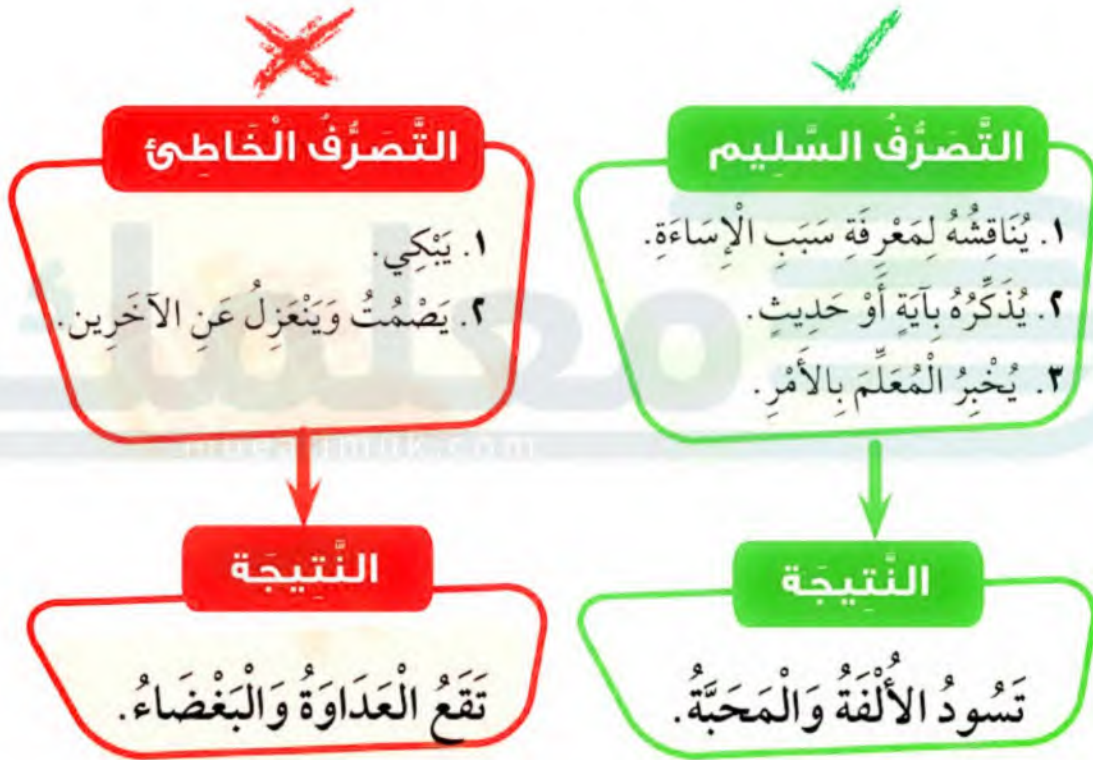 التَّصَرُّفُ السَّلِيم
١. يُنَاقِشُهُ لِمَعْرِفَةِ سَبَبِ الْإِسَاءَةِ.
٢. يُذَكِّرُهُ بِآيَةٍ أَوْ حَدِيثٍ.
٣. يُخْبِرُ الْمُعَلِّمَ بِالأَمْرِ.
النَّتِيجَة
تَسُودُ الأُلْفَةُ وَالْمَحَبَّةُ.
التَّصَرُّفُ الْخَاطِئ
١. يَبْكِي.
٢. يَصْمُتُ وَيَنْعَزِلُ عَنِ الآخَرِين.
النَّتِيجَة
تَقَعُ الْعَدَاوَةُ وَالْبَغْضَاءُ.